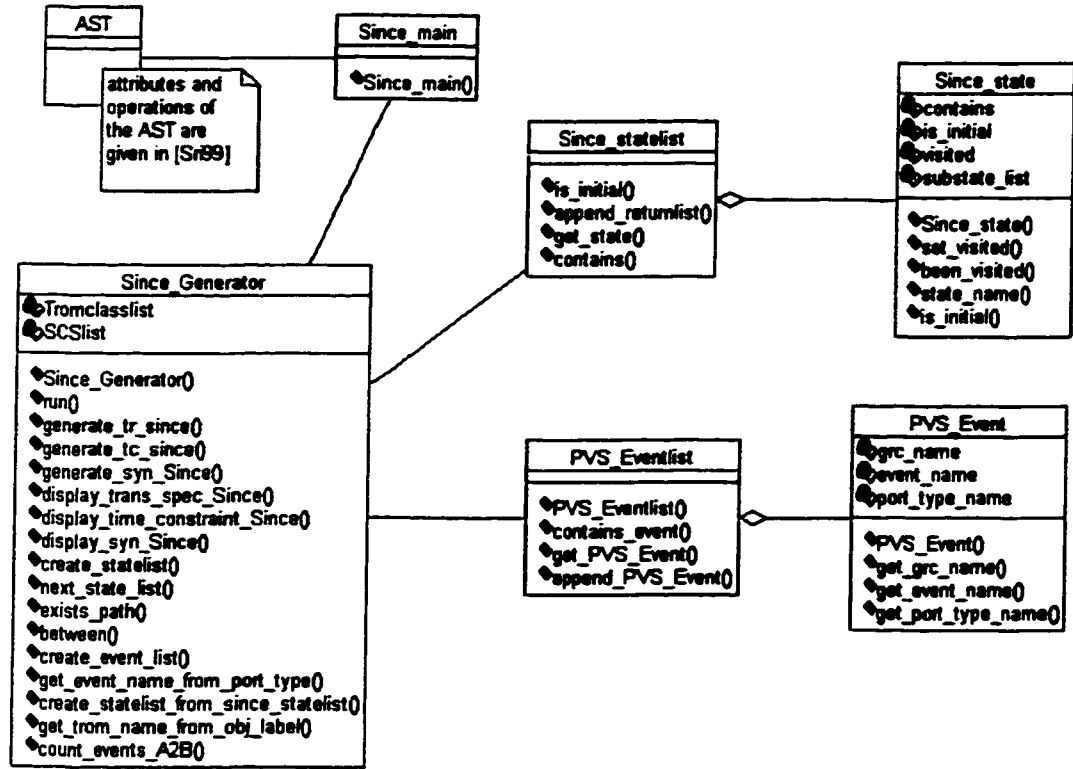 AST
attributes and
operations of
the AST are
given in [Sri99]
Since_main
Since_main()
Since_statelist
is_initial()
append_returnlist()
get_state()
contains()
Since_state
contains
is_initial
visited
substate_list
Since_state()
set_visited()
been_visited()
state_name()
is_initial()
Since_Generator
Tromclasslist
SCSlist
Since_Generator()
run()
generate_tr_since()
generate_tc_since()
generate_syn_Since()
display_trans_spec_Since()
display_time_constraint_Since()
display_syn_Since()
create_statelist()
next_state_list()
exists_path()
between()
create_event_list()
get_event_name_from_port_type()
create_statelist_from_since_statelist()
get_trom_name_from_obj_label()
count_events_A2B()
PVS_Eventlist
PVS_Eventlist()
contains_event()
get_PVS_Event()
append_PVS_Event()
PVS_Event
grc_name
event_name
port_type_name
PVS_Event()
get_grc_name()
get_event_name()
get_port_type_name()